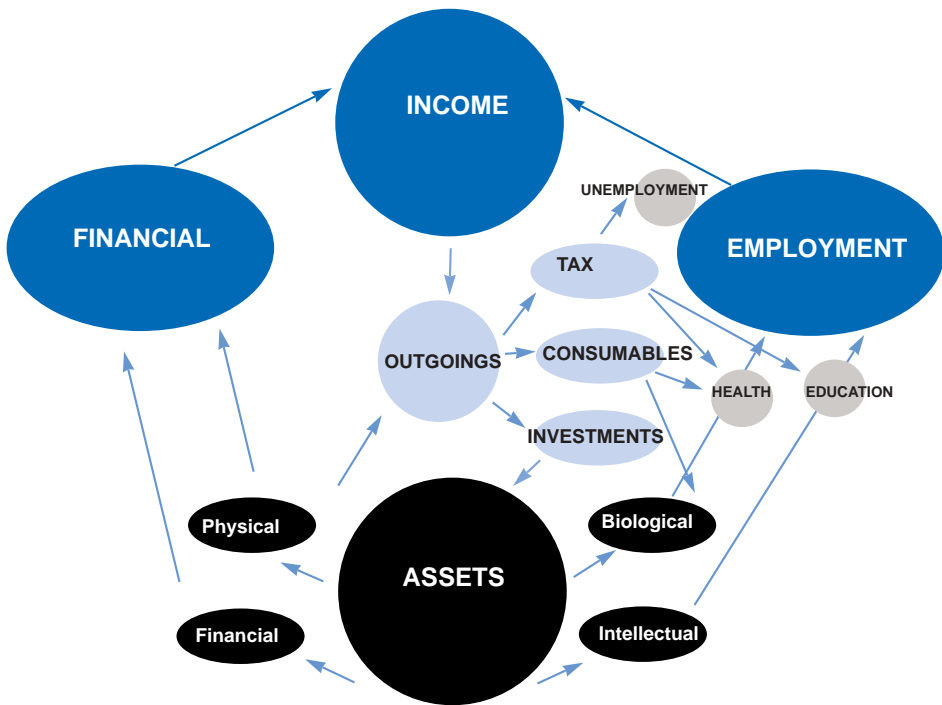 INCOME
UNEMPLOYMENT
FINANCIAL
EMPLOYMENT
TAX
OUTGOINGS
CONSUMABLES
HEALTH
EDUCATION
INVESTMENTS
Physical
Biological
ASSETS
Financial
Intellectual